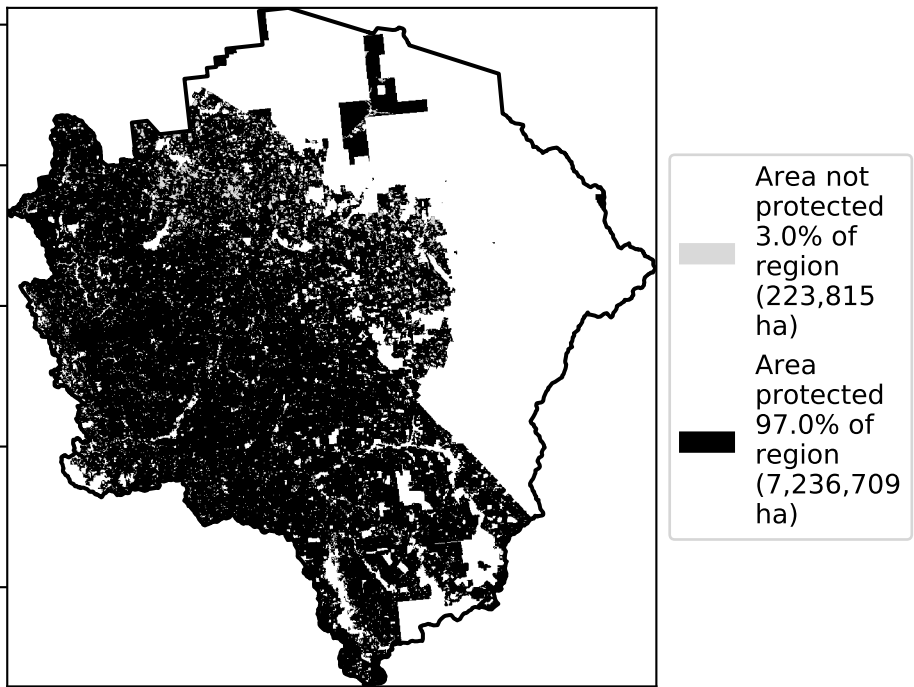 Area not
protected
3.0% of
region
(223,815
ha)
Area
protected
97.0% of
region
(7,236,709
ha)